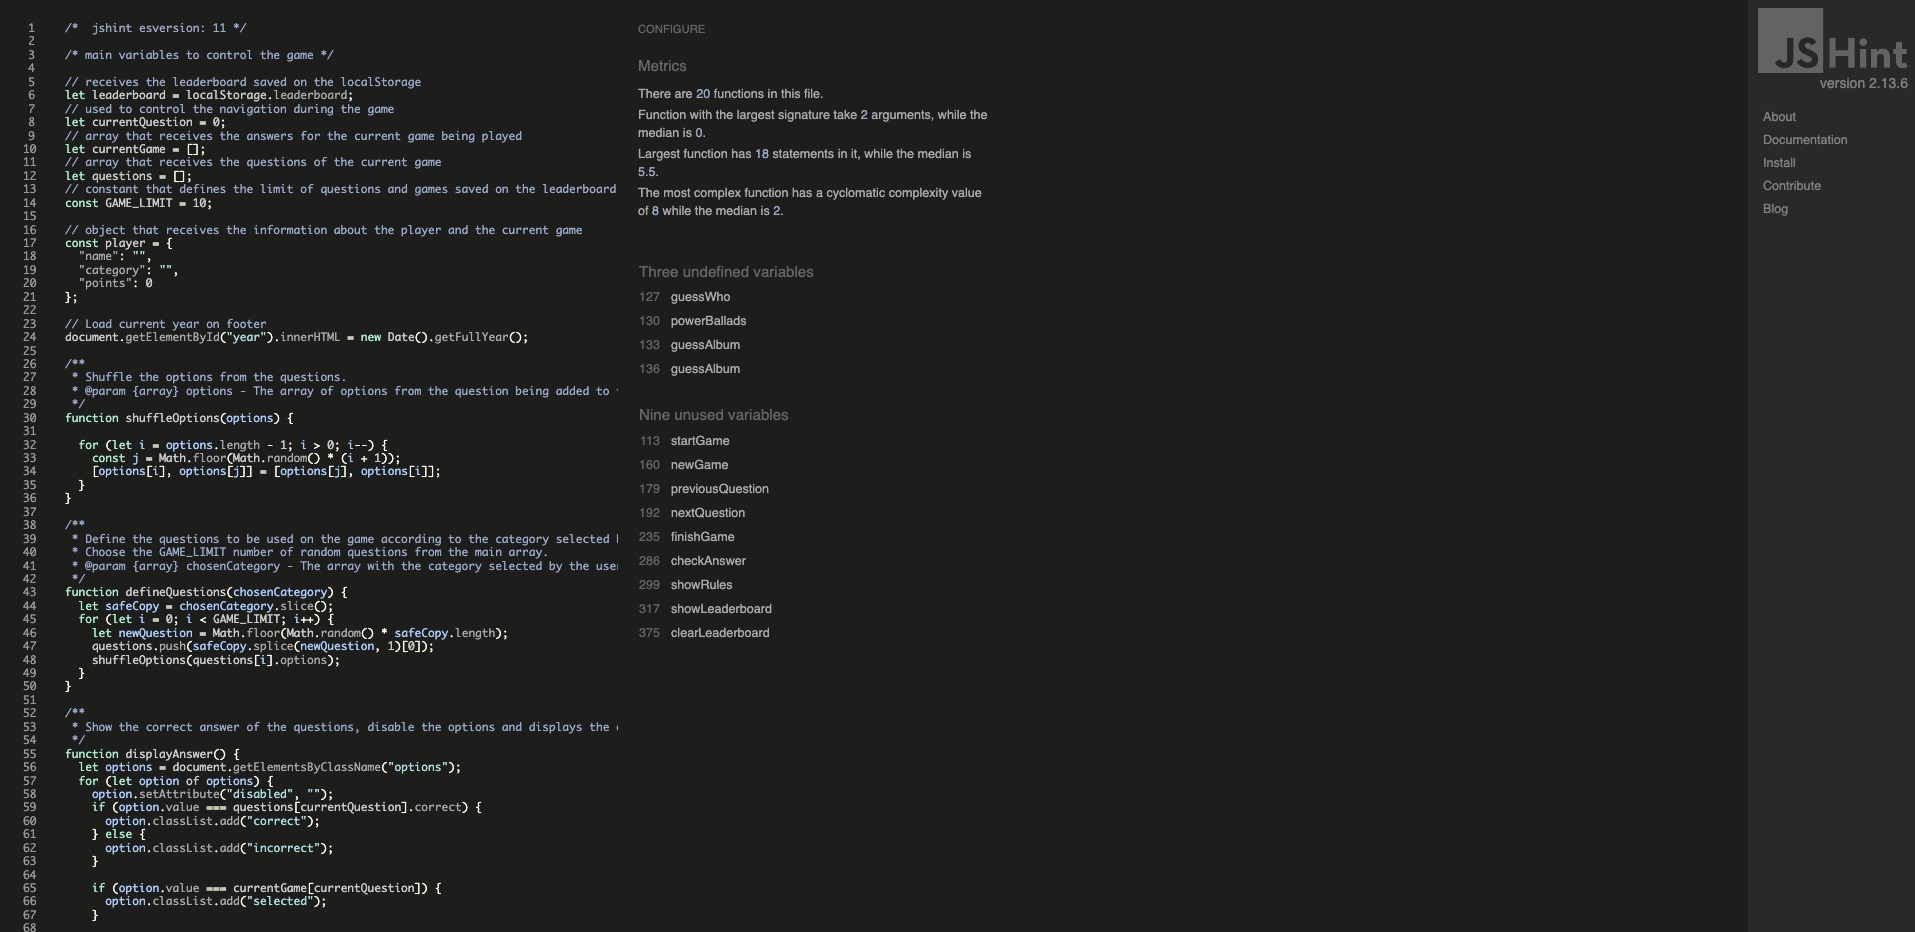 1 /*  jshint esversion: 11 */
2
3 /* main variables to control the game */
4
5 // receives the leaderboard saved on the localStorage
6 let leaderboard = localStorage.leaderboard;
7 // used to control the navigation during the game
8 let currentQuestion = 0;
9 // array that receives the answers for the current game being played
10 let currentGame = [];
11 // array that receives the questions of the current game
12 let questions = [];
13 // constant that defines the limit of questions and games saved on the leaderboard
14 const GAME_LIMIT = 10;
15
16 // object that receives the information about the player and the current game
17 const player = {
18   "name": "",
19   "category": "",
20   "points": 0
21 };
22
23 // Load current year on footer
24 document.getElementById("year").innerHTML = new Date().getFullYear();
25
26 /**
27  * Shuffle the options from the questions.
28  * @param {array} options - The array of options from the question being added to
29  */
30 function shuffleOptions(options) {
31
32   for (let i = options.length - 1; i > 0; i--) {
33     const j = Math.floor(Math.random() * (i + 1));
34     [options[i], options[j]] = [options[j], options[i]];
35   }
36 }
37
38 /**
39  * Define the questions to be used on the game according to the category selected
40  * Choose the GAME_LIMIT number of random questions from the main array.
41  * @param {array} chosenCategory - The array with the category selected by the use
42  */
43 function defineQuestions(chosenCategory) {
44   let safeCopy = chosenCategory.slice();
45   for (let i = 0; i < GAME_LIMIT; i++) {
46     let newQuestion = Math.floor(Math.random() * safeCopy.length);
47     questions.push(safeCopy.splice(newQuestion, 1)[0]);
48     shuffleOptions(questions[i].options);
49   }
50 }
51
52 /**
53  * Show the correct answer of the questions, disable the options and displays the
54  */
55 function displayAnswer() {
56   let options = document.getElementsByClassName("options");
57   for (let option of options) {
58     option.setAttribute("disabled", "");
59     if (option.value === questions[currentQuestion].correct) {
60       option.classList.add("correct");
61     } else {
62       option.classList.add("incorrect");
63     }
64
65     if (option.value === currentGame[currentQuestion]) {
66       option.classList.add("selected");
67     }
68
CONFIGURE
Metrics
There are 20 functions in this file.
Function with the largest signature take 2 arguments, while the
median is 0.
Largest function has 18 statements in it, while the median is
5.5.
The most complex function has a cyclomatic complexity value
of 8 while the median is 2.
Three undefined variables
127 guessWho
130 powerBallads
133 guessAlbum
136 guessAlbum
Nine unused variables
113 startGame
160 newGame
179 previousQuestion
192 nextQuestion
235 finishGame
286 checkAnswer
299 showRules
317 showLeaderboard
375 clearLeaderboard
JSHint
version 2.13.6
About
Documentation
Install
Contribute
Blog